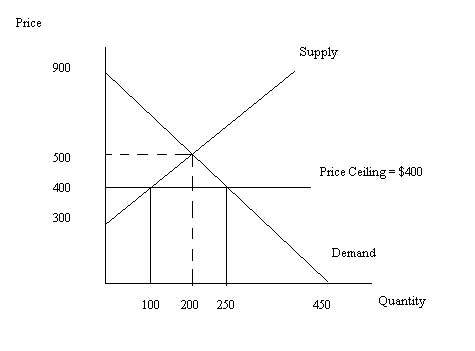 Price
Supply
900
500
400
Price Ceiling = $400
300
Demand
Quantity
100 200 250 450